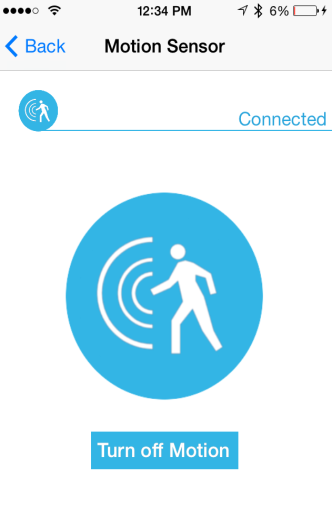 12:34 PM
6%
Back
Motion Sensor
Connected
Turn off Motion